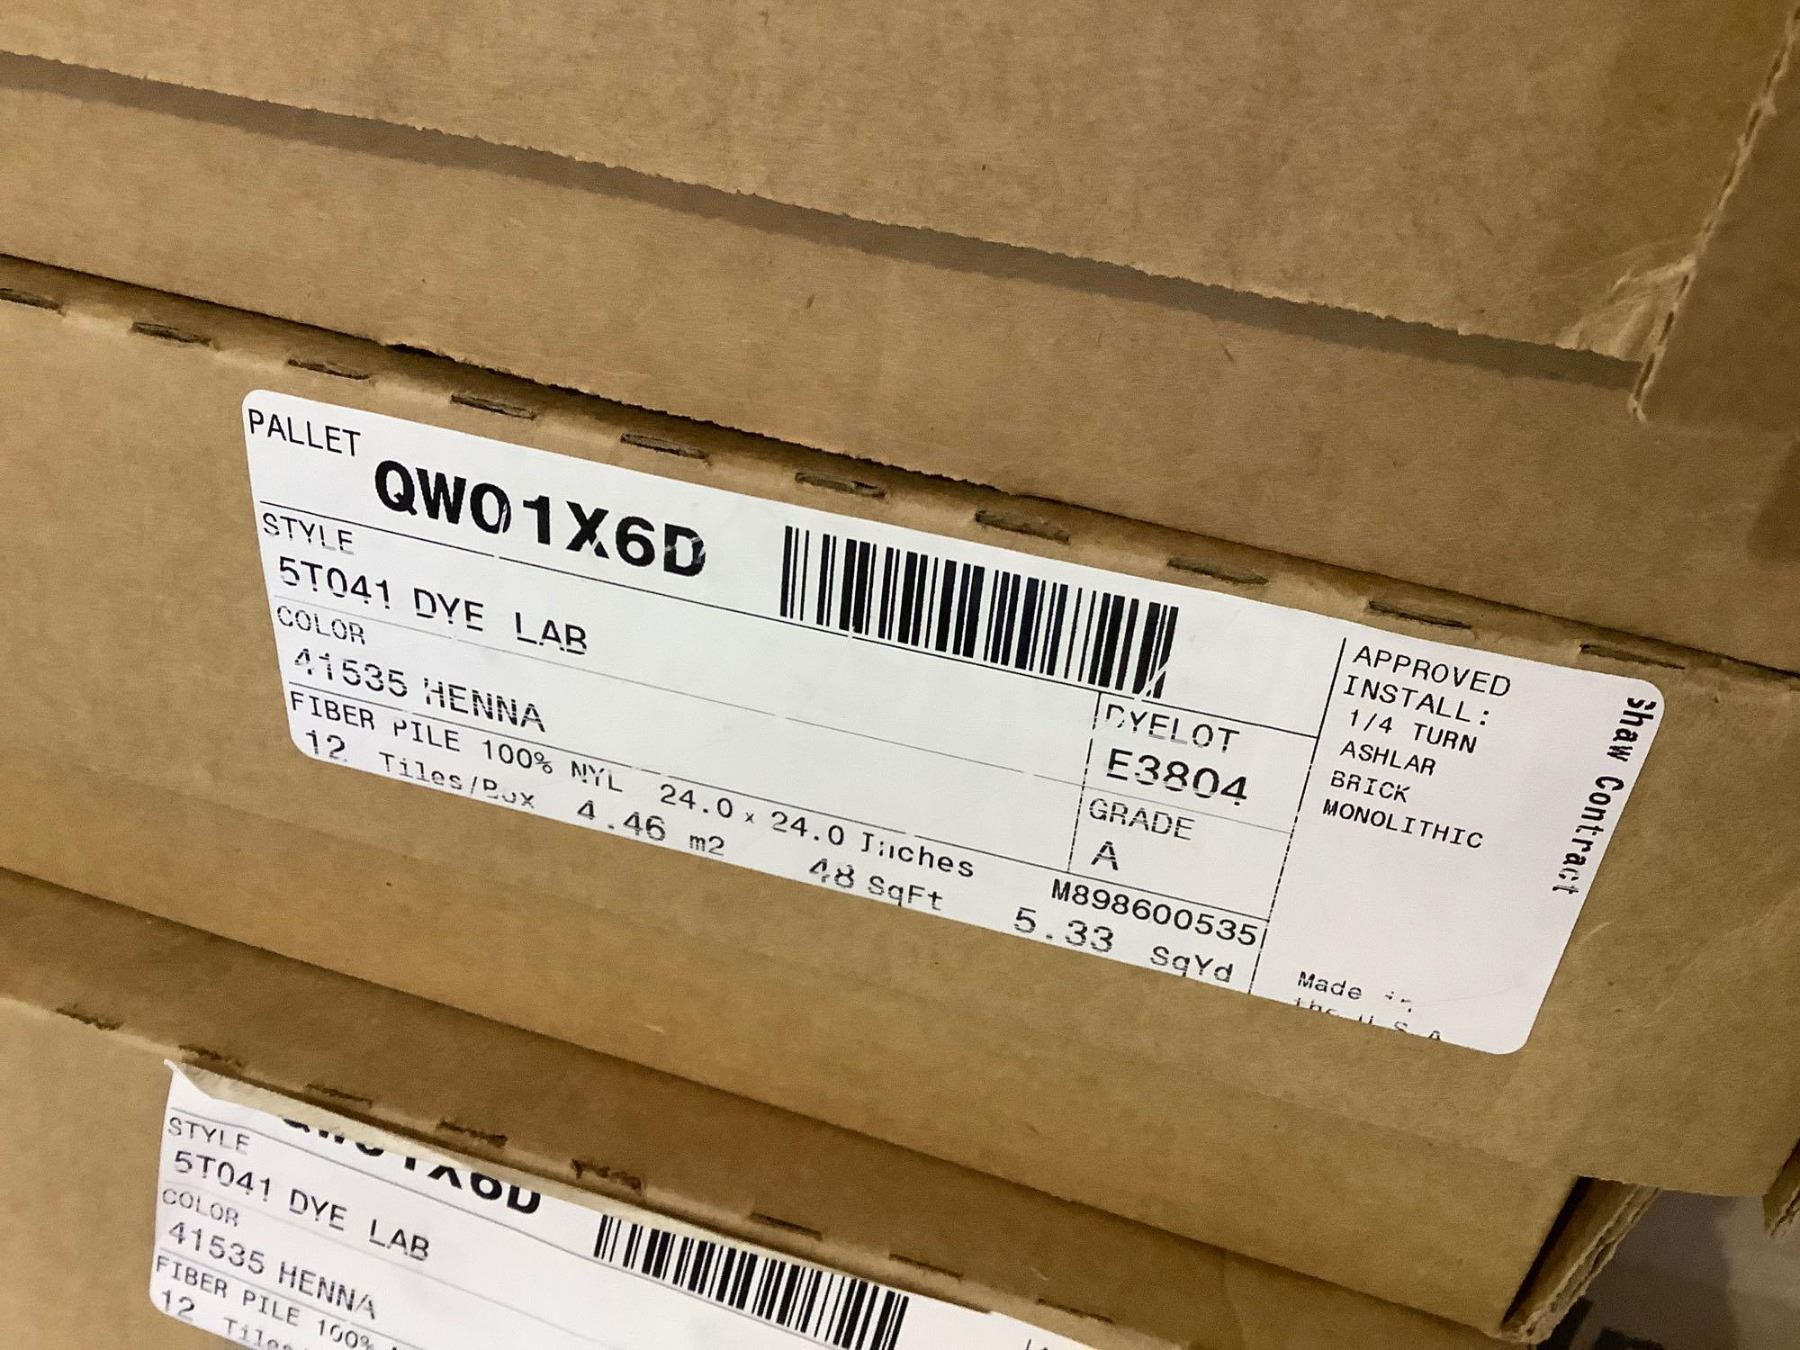 PALLET
QW01X6D
STYLE
5T041 DYE LAB
COLOR
41535 HENNA
FIBER PILE 100% NYL 24.0 x 24.0 Inches
12 Tiles/Box 4.46 m2 48 SqFt 5.33 SqYd
DYELOT
E3804
GRADE
A
M898600535
APPROVED
INSTALL:
1/4 TURN
ASHLAR
BRICK
MONOLITHIC
Made in
the U.S.A
Shaw Contract
STYLE
5T041 DYE LAB
COLOR
41535 HENNA
FIBER PILE 100%
12 Tiles